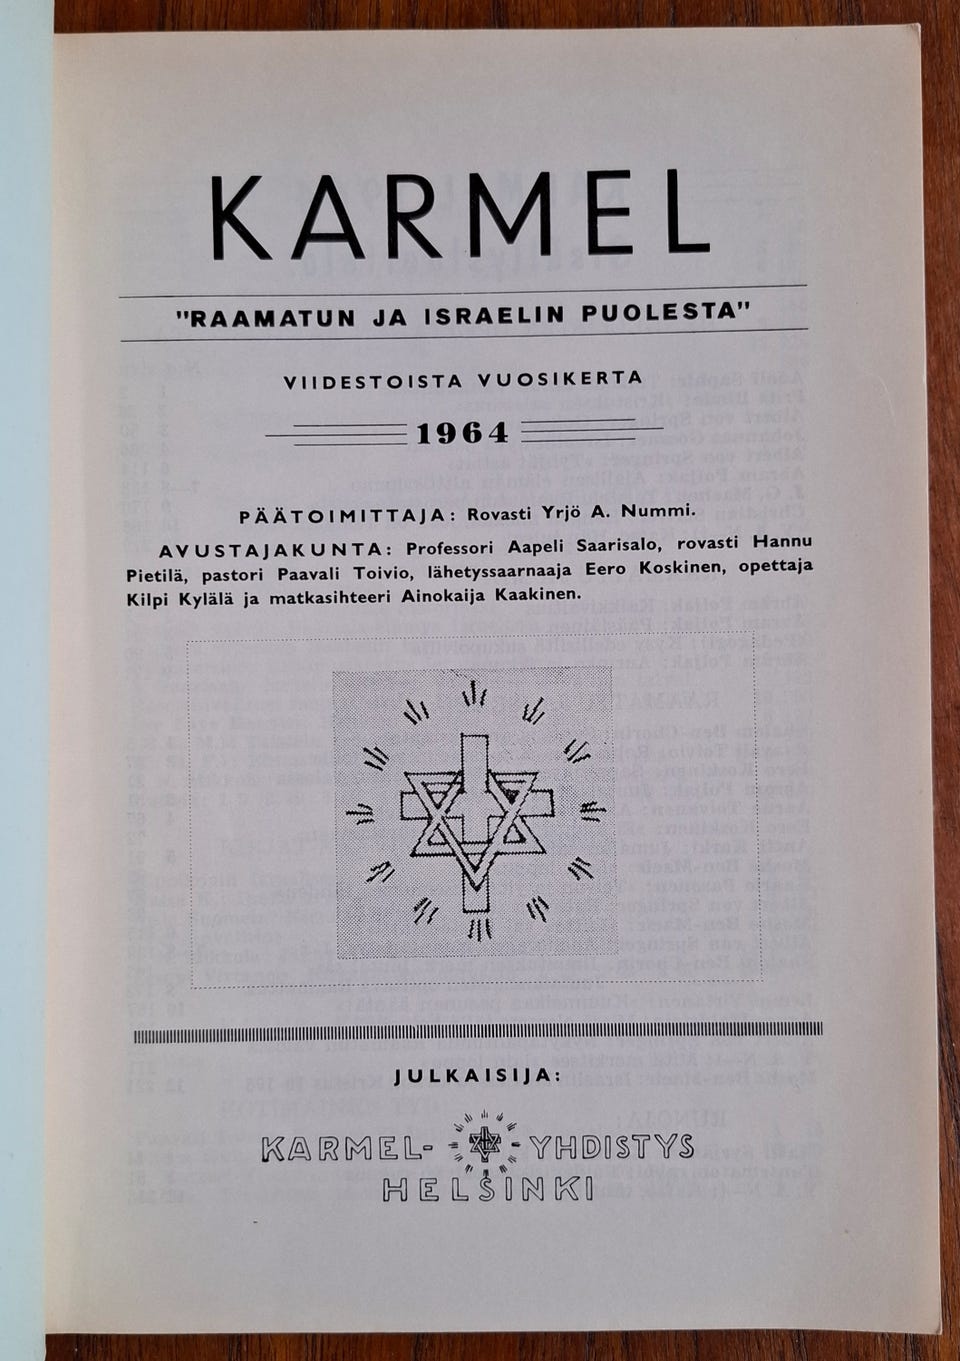 KARMEL
"RAAMATUN JA ISRAELIN PUOLESTA"
VIIDESTOISTA VUOSIKERTA
1964
PÄÄTOIMITTAJA: Rovasti Yrjö A. Nummi.
AVUSTAJAKUNTA: Professori Aapeli Saarisalo, rovasti Hannu
Pietilä, pastori Paavali Toivio, lähetyssaarnaaja Eero Koskinen, opettaja
Kilpi Kylälä ja matkasihteeri Ainokaija Kaakinen.
JULKAISIJA:
KARMEL- YHDISTYS
HELSINKI